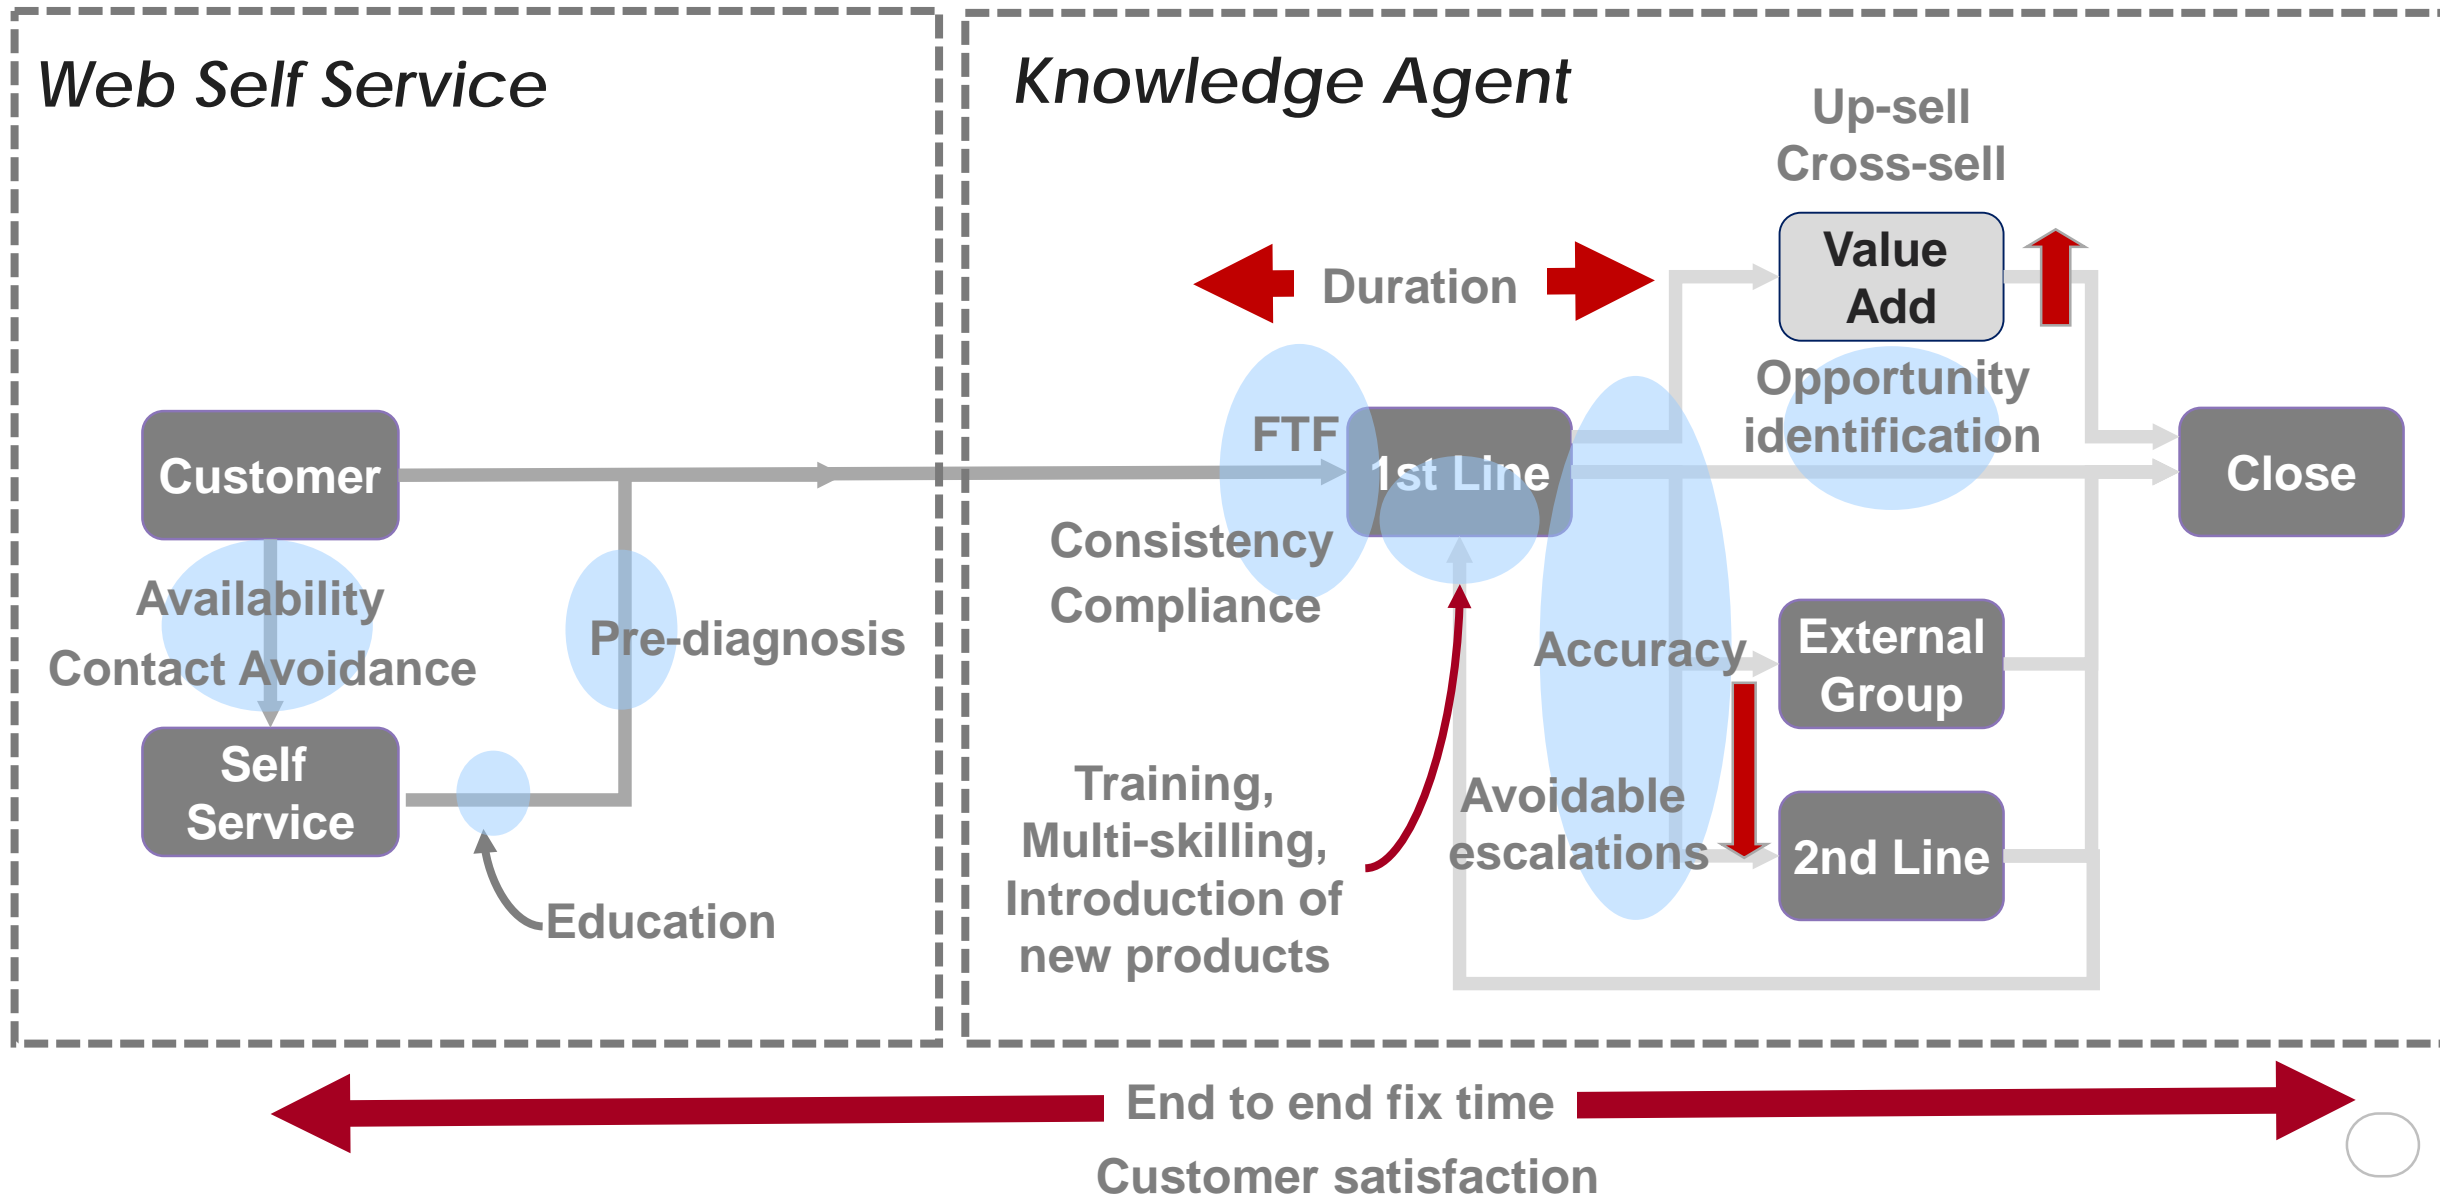 Web Self Service
Customer
Availability
Contact Avoidance
Self
Service
Pre-diagnosis
Education
Knowledge Agent
Up-sell
Cross-sell
Value
Add
Duration
Opportunity
identification
FTF
1st Line
Close
Consistency
Compliance
Accuracy
External
Group
Training,
Multi-skilling,
Introduction of
new products
Avoidable
escalations
2nd Line
End to end fix time
Customer satisfaction